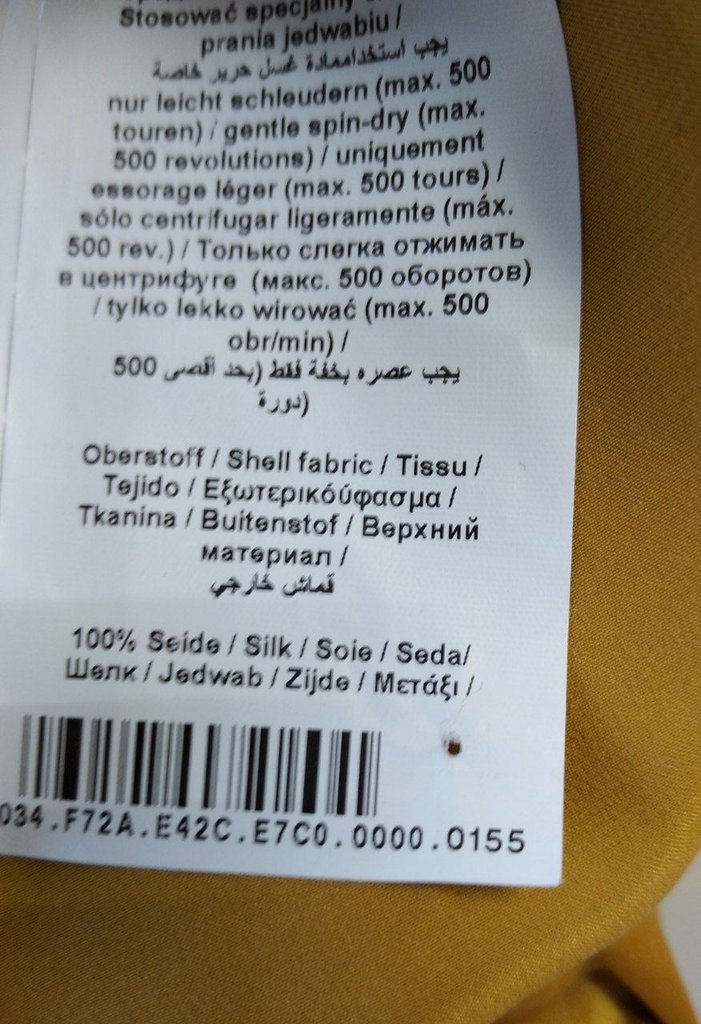 Stosować specjalny
prania jedwabiu /
يجب استخداممادة غسل حرير خاصة
nur leicht schleudern (max. 500
touren) / gentle spin-dry (max.
500 revolutions) / uniquement
essorage léger (max. 500 tours) /
sólo centrifugar ligeramente (máx.
500 rev.) / Только слегка отжимать
в центрифуге (макс. 500 оборотов)
/ tylko lekko wirować (max. 500
obr/min) /
يجب عصره بخفة فقط (بحد أقصى 500
دورة)
Oberstoff / Shell fabric / Tissu /
Tejido / Εξωτερικόύφασμα /
Tkanina / Buitenstof / Верхний
материал /
قماش خارجي
100% Seide / Silk / Soie / Seda/
Шелк / Jedwab / Zijde / Μετάξι /
034.F72A.E42C.E7C0.0000.0155